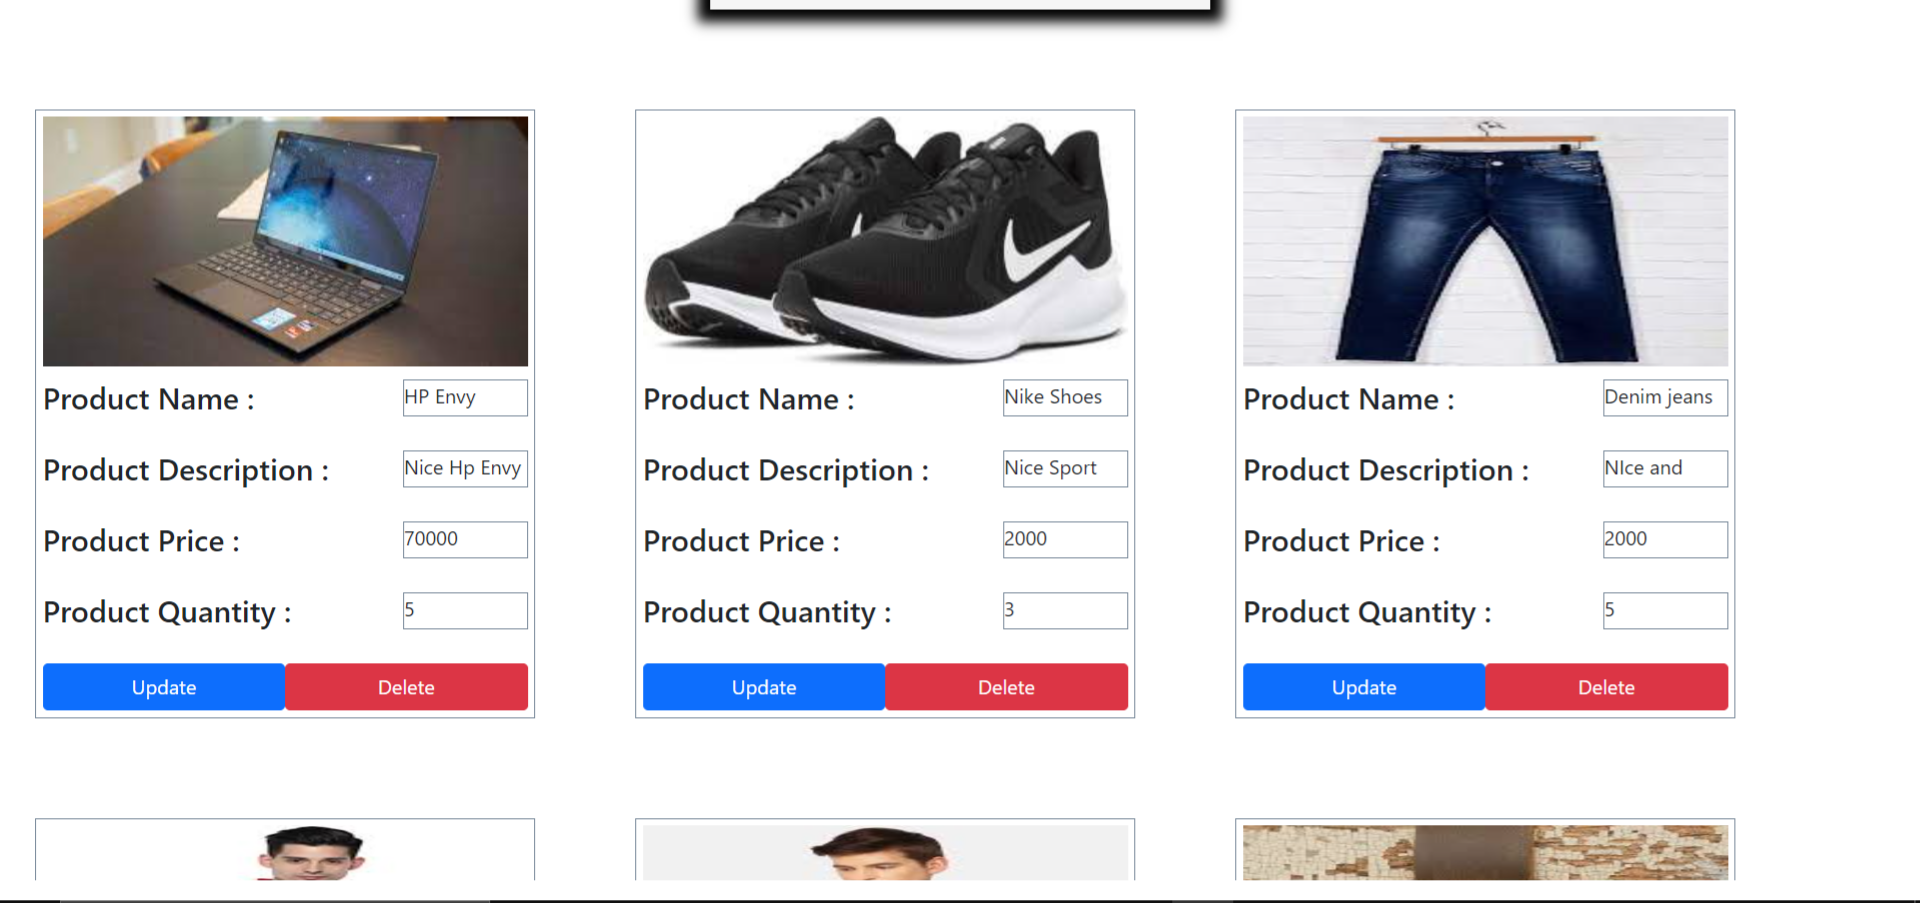 Product Name : HP Envy
Product Description : Nice Hp Envy
Product Price : 70000
Product Quantity : 5
Update Delete
Product Name : Nike Shoes
Product Description : Nice Sport
Product Price : 2000
Product Quantity : 3
Update Delete
Product Name : Denim jeans
Product Description : NIce and
Product Price : 2000
Product Quantity : 5
Update Delete